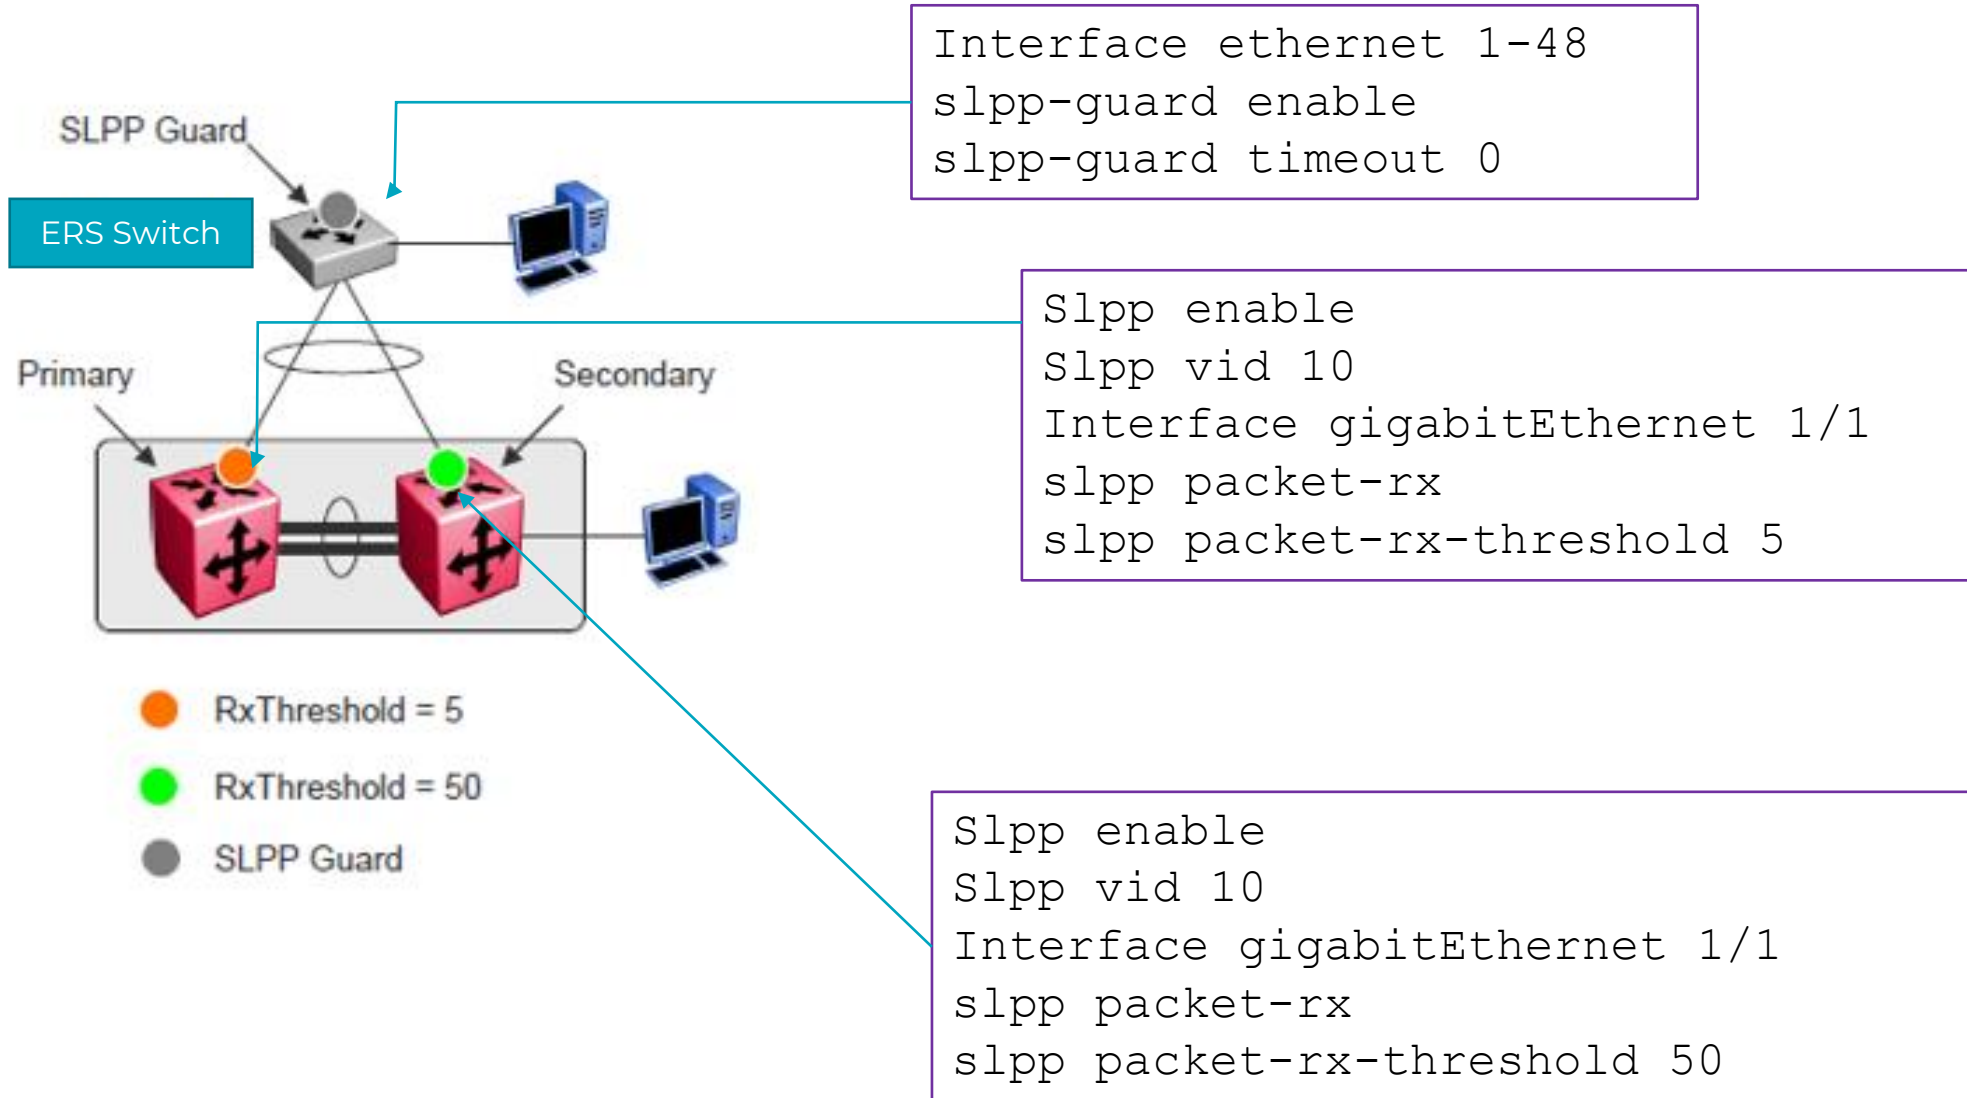 Interface ethernet 1-48
slpp-guard enable
slpp-guard timeout 0
SLPP Guard
ERS Switch
Slpp enable
Slpp vid 10
Interface gigabitEthernet 1/1
slpp packet-rx
slpp packet-rx-threshold 5
Primary
Secondary
RxThreshold = 5
RxThreshold = 50
SLPP Guard
Slpp enable
Slpp vid 10
Interface gigabitEthernet 1/1
slpp packet-rx
slpp packet-rx-threshold 50